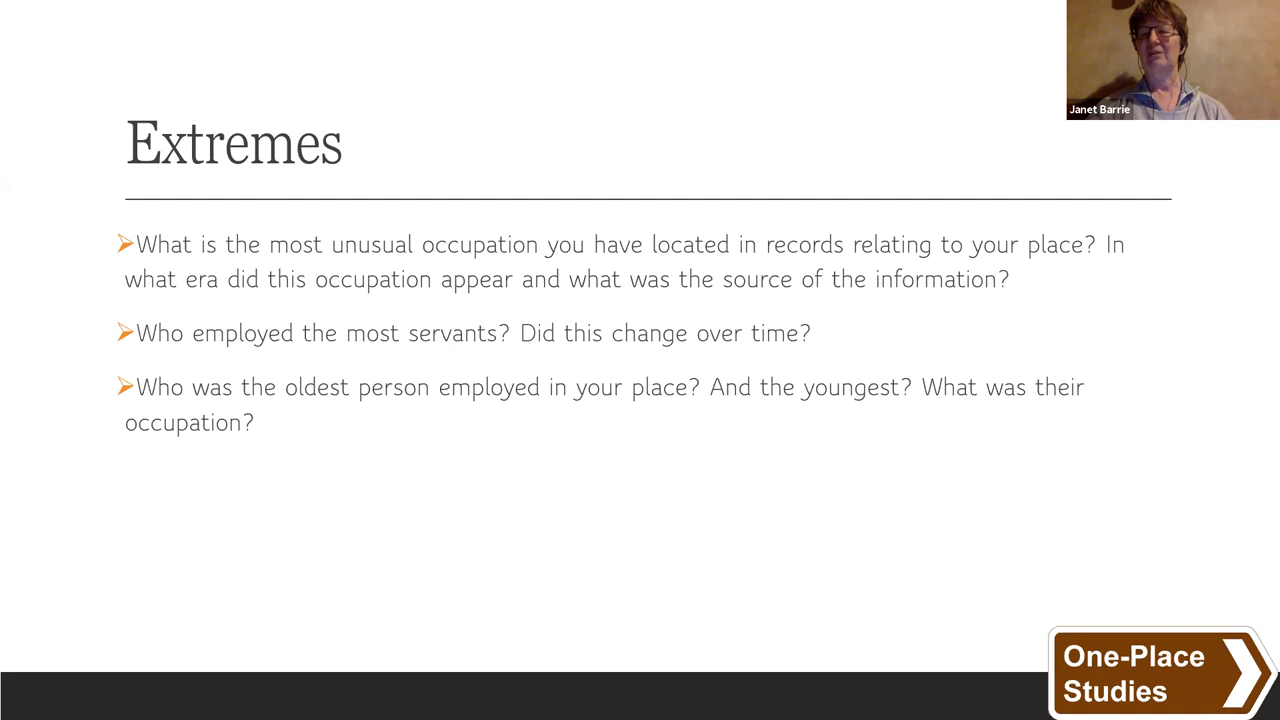 Janet Barrie
Extremes
What is the most unusual occupation you have located in records relating to your place? In
what era did this occupation appear and what was the source of the information?
Who employed the most servants? Did this change over time?
Who was the oldest person employed in your place? And the youngest? What was their
occupation?
One-Place
Studies